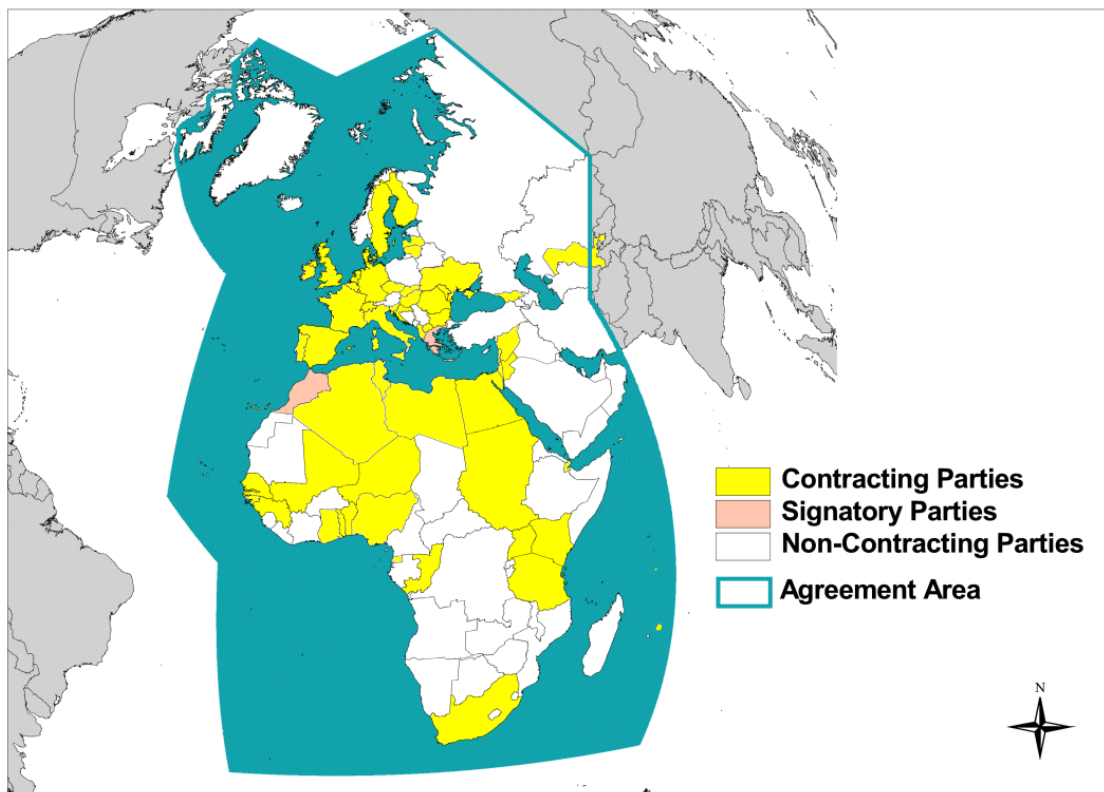 Contracting Parties
Signatory Parties
Non-Contracting Parties
Agreement Area
N